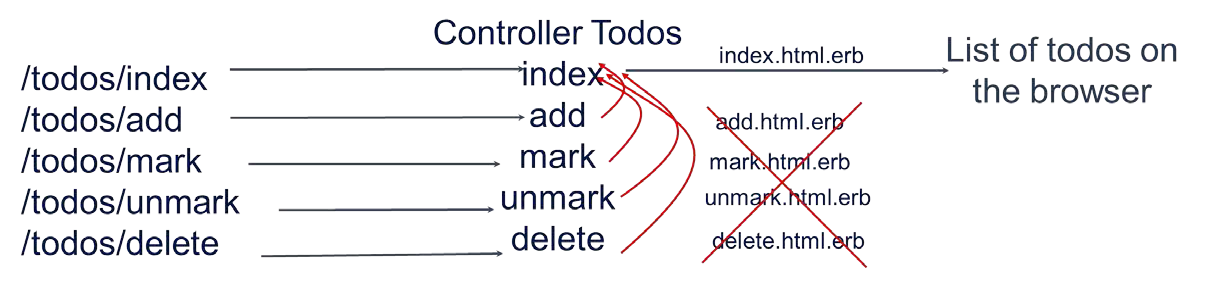 Controller Todos
/todos/index
index
index.html.erb
List of todos on
the browser
/todos/add
add
add.html.erb
/todos/mark
mark
mark.html.erb
/todos/unmark
unmark
unmark.html.erb
/todos/delete
delete
delete.html.erb